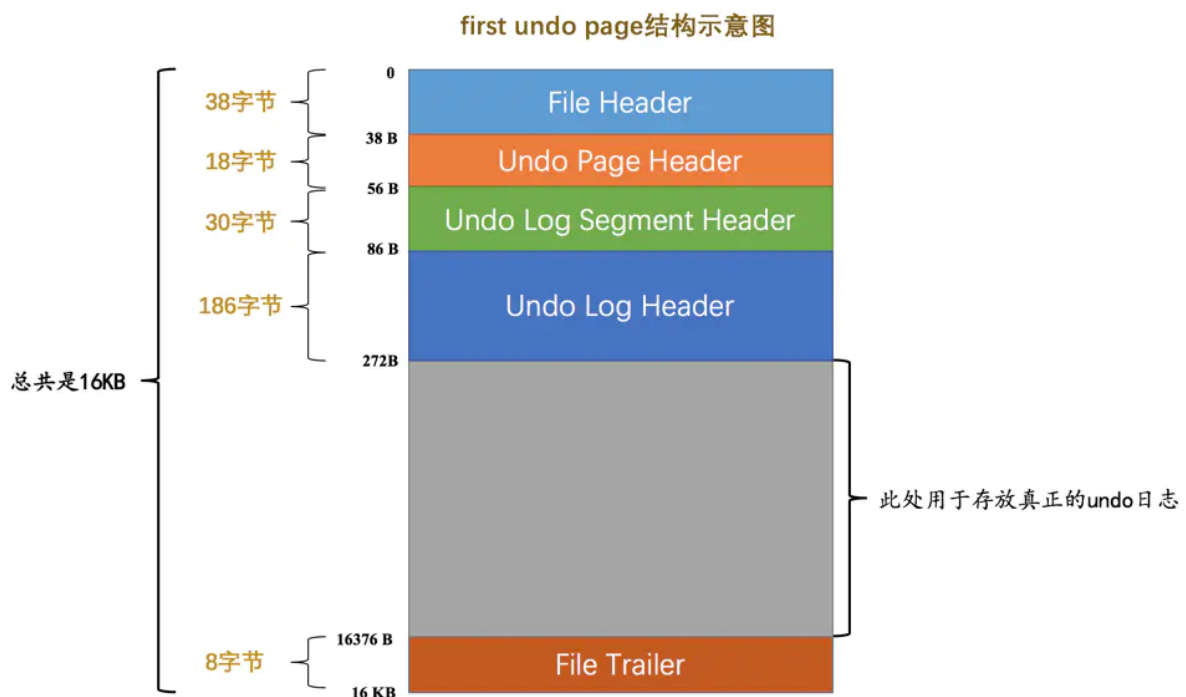 first undo page结构示意图
0
38字节
File Header
38 B
18字节
Undo Page Header
56 B
30字节
Undo Log Segment Header
86 B
186字节
Undo Log Header
272B
总共是16KB
此处用于存放真正的undo日志
16376 B
8字节
File Trailer
16 KB